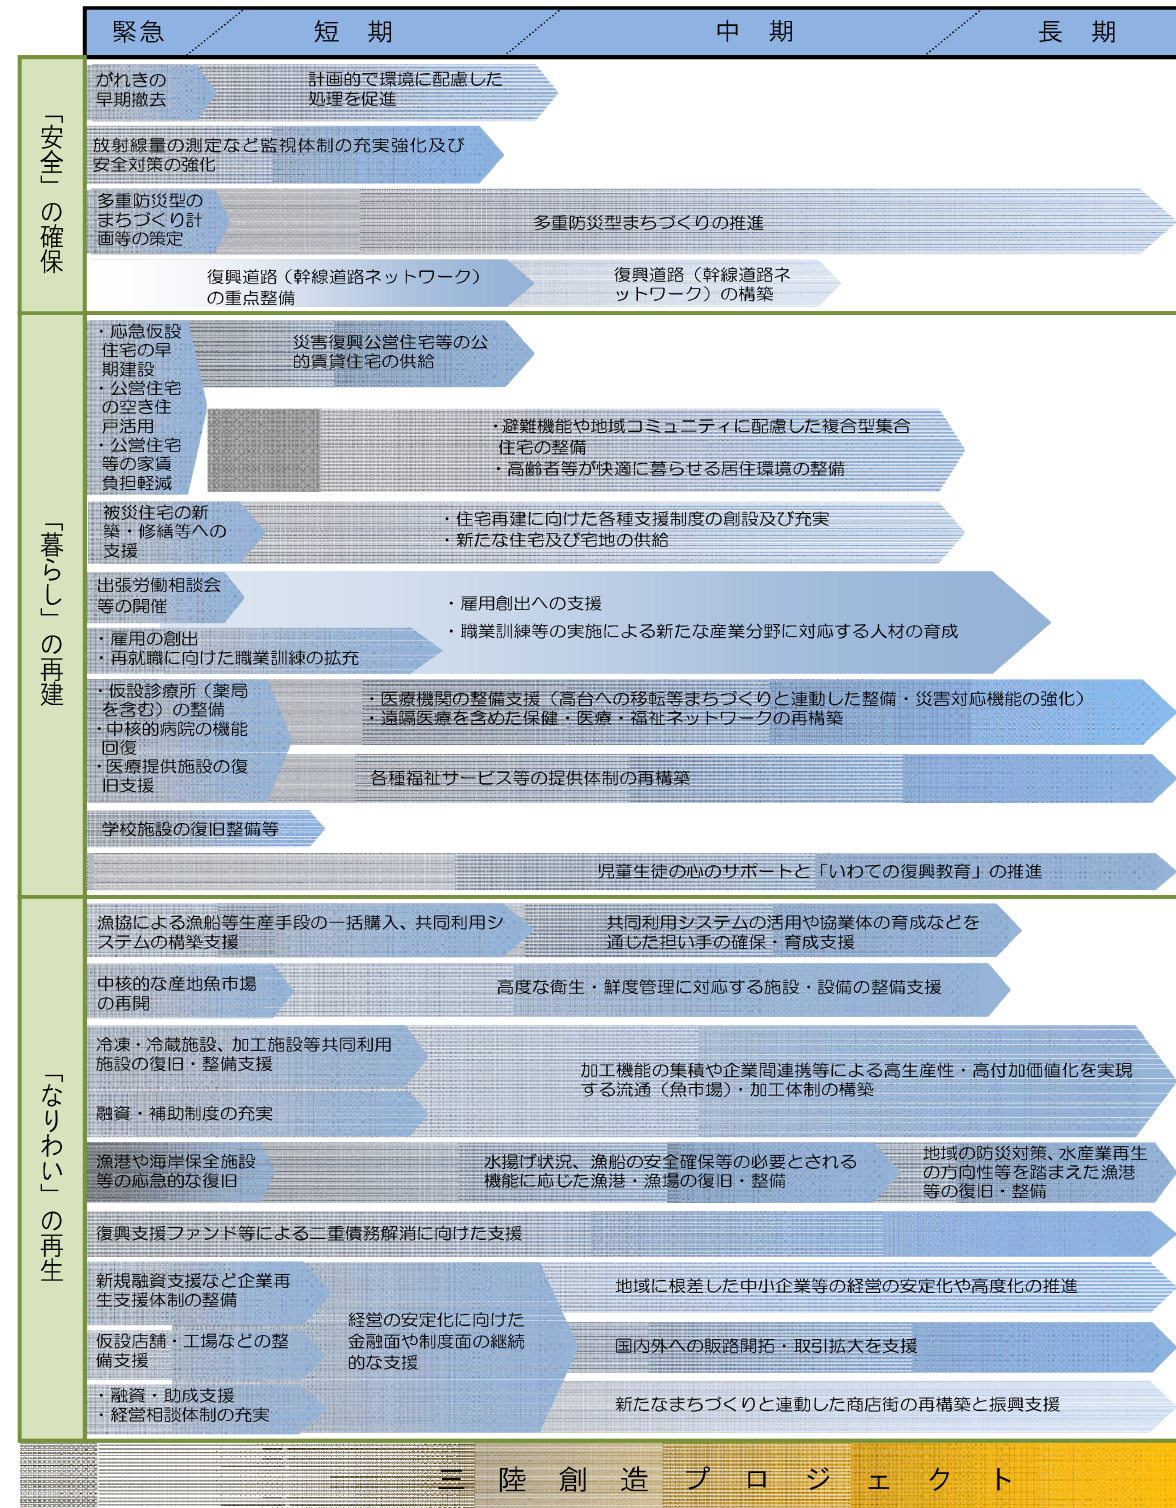 緊急
短 期
中 期
長 期
「安全」の確保
がれきの
早期撤去
計画的で環境に配慮した
処理を促進
放射線量の測定など監視体制の充実強化及び
安全対策の強化
多重防災型の
まちづくり計
画等の策定
多重防災型まちづくりの推進
復興道路（幹線道路ネットワーク）
の重点整備
復興道路（幹線道路ネ
ットワーク）の構築
「暮らし」の再建
・応急仮設
住宅の早
期建設
・公営住宅
の空き住
戸活用
・公営住宅
等の家賃
負担軽減
災害復興公営住宅等の公
的賃貸住宅の供給
・避難機能や地域コミュニティに配慮した複合型集合
住宅の整備
・高齢者等が快適に暮らせる居住環境の整備
被災住宅の新
築・修繕等への
支援
・住宅再建に向けた各種支援制度の創設及び充実
・新たな住宅及び宅地の供給
出張労働相談会
等の開催
・雇用の創出
・再就職に向けた職業訓練の拡充
・雇用創出への支援
・職業訓練等の実施による新たな産業分野に対応する人材の育成
・仮設診療所（薬局
を含む）の整備
・中核的病院の機能
回復
・医療提供施設の復
旧支援
・医療機関の整備支援（高台への移転等まちづくりと連動した整備・災害対応機能の強化）
・遠隔医療を含めた保健・医療・福祉ネットワークの再構築
各種福祉サービス等の提供体制の再構築
学校施設の復旧整備等
児童生徒の心のサポートと「いわての復興教育」の推進
「なりわい」の再生
漁協による漁船等生産手段の一括購入、共同利用シ
ステムの構築支援
共同利用システムの活用や協業体の育成などを
通じた担い手の確保・育成支援
中核的な産地魚市場
の再開
高度な衛生・鮮度管理に対応する施設・設備の整備支援
冷凍・冷蔵施設、加工施設等共同利用
施設の復旧・整備支援
融資・補助制度の充実
加工機能の集積や企業間連携等による高生産性・高付加価値化を実現
する流通（魚市場）・加工体制の構築
漁港や海岸保全施設
等の応急的な復旧
水揚げ状況、漁船の安全確保等の必要とされる
機能に応じた漁港・漁場の復旧・整備
地域の防災対策、水産業再生
の方向性等を踏まえた漁港
等の復旧・整備
復興支援ファンド等による二重債務解消に向けた支援
新規融資支援など企業再
生支援体制の整備
仮設店舗・工場などの整
備支援
・融資・助成支援
・経営相談体制の充実
経営の安定化に向けた
金融面や制度面の継続
的な支援
地域に根差した中小企業等の経営の安定化や高度化の推進
国内外への販路開拓・取引拡大を支援
新たなまちづくりと連動した商店街の再構築と振興支援
三 陸 創 造 プ ロ ジ ェ ク ト